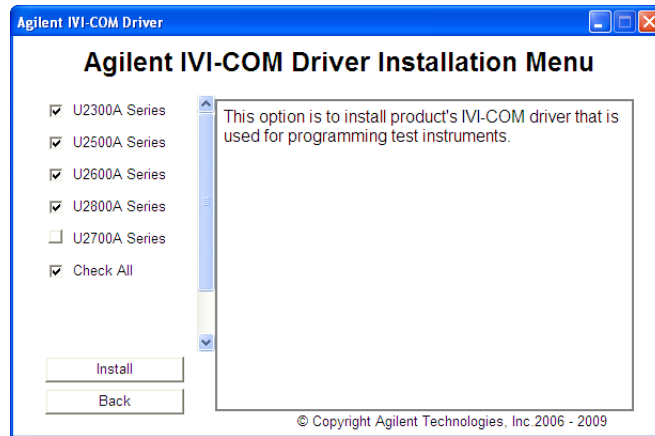 Agilent IVI-COM Driver
Agilent IVI-COM Driver Installation Menu
U2300A Series
U2500A Series
U2600A Series
U2800A Series
U2700A Series
Check All
This option is to install product's IVI-COM driver that is
used for programming test instruments.
Install
Back
© Copyright Agilent Technologies, Inc.2006 - 2009